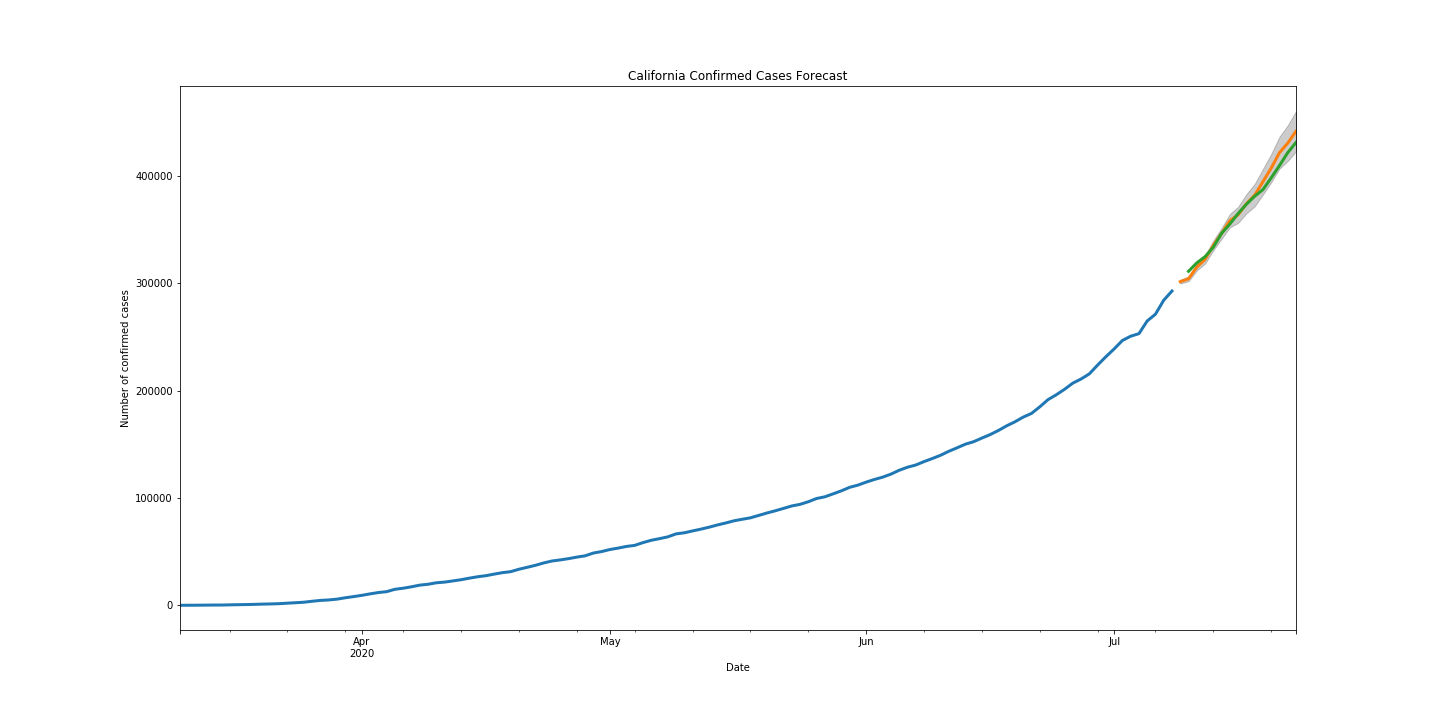 California Confirmed Cases Forecast
Number of confirmed cases
400000
300000
200000
100000
0
Apr
2020
May
Jun
Jul
Date